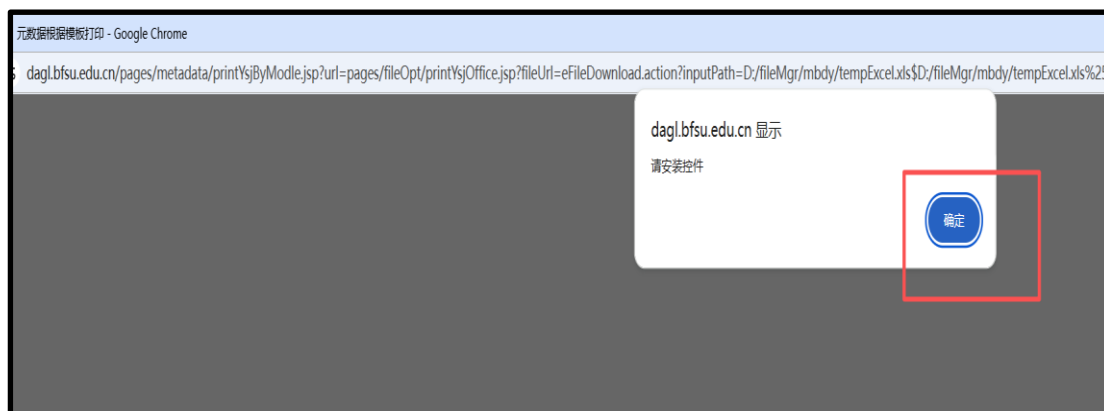 元数据根据模板打印 - Google Chrome
dagl.bfsu.edu.cn/pages/metadata/printYsjByModle.jsp?url=pages/fileOpt/printYsjOffice.jsp?fileUrl=eFileDownload.action?inputPath=D:/fileMgr/mbdy/tempExcel.xls$D:/fileMgr/mbdy/tempExcel.xls%25
dagl.bfsu.edu.cn 显示
请安装控件
确定